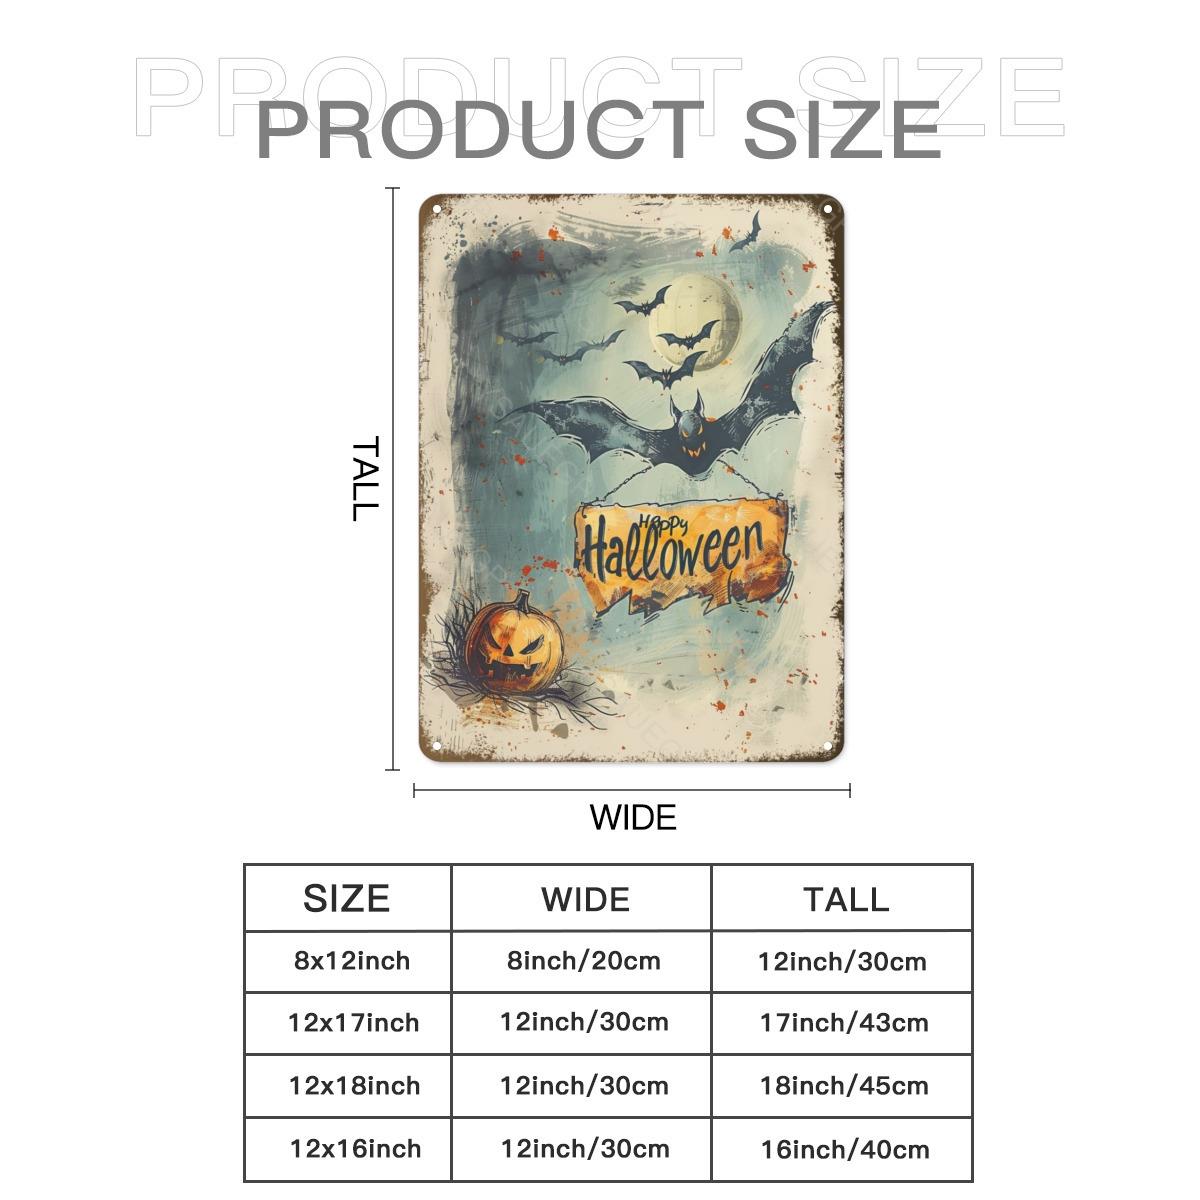 PRODUCT SIZE
PRODUCT SIZE
TALL
Happy
Halloween
WIDE
SIZE WIDE TALL
8x12inch 8inch/20cm 12inch/30cm
12x17inch 12inch/30cm 17inch/43cm
12x18inch 12inch/30cm 18inch/45cm
12x16inch 12inch/30cm 16inch/40cm